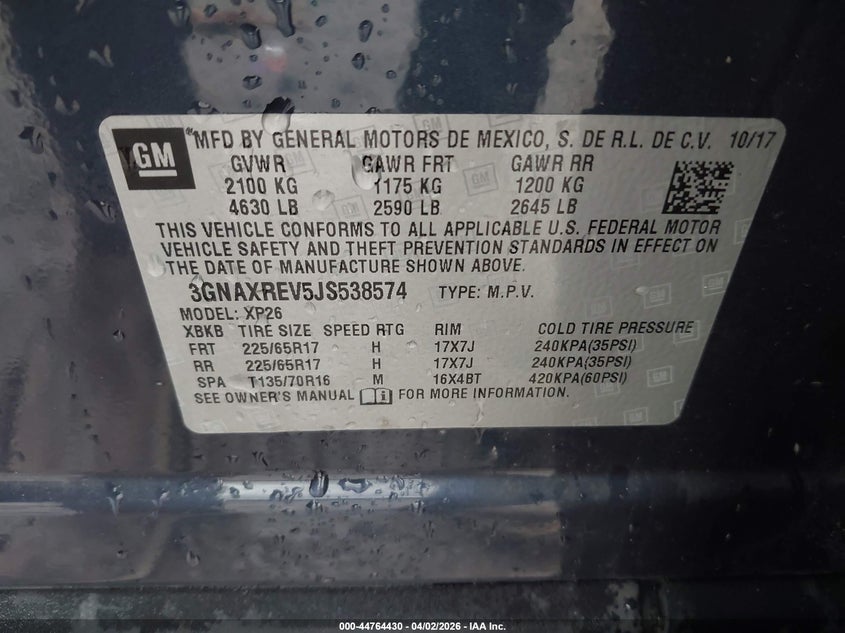 GM
*MFD BY GENERAL MOTORS DE MEXICO, S. DE R.L. DE C.V. 10/17
GVWR GAWR FRT GAWR RR
2100 KG 1175 KG 1200 KG
4630 LB 2590 LB 2645 LB
THIS VEHICLE CONFORMS TO ALL APPLICABLE U.S. FEDERAL MOTOR
VEHICLE SAFETY AND THEFT PREVENTION STANDARDS IN EFFECT ON
THE DATE OF MANUFACTURE SHOWN ABOVE.
3GNAXREV5JS538574 TYPE: M.P.V.
MODEL: XP26
XBKB TIRE SIZE SPEED RTG RIM COLD TIRE PRESSURE
FRT 225/65R17 H 17X7J 240KPA(35PSI)
RR 225/65R17 H 17X7J 240KPA(35PSI)
SPA T135/70R16 M 16X4BT 420KPA(60PSI)
SEE OWNER'S MANUAL FOR MORE INFORMATION.
000-44764430 - 04/02/2026 - IAA Inc.